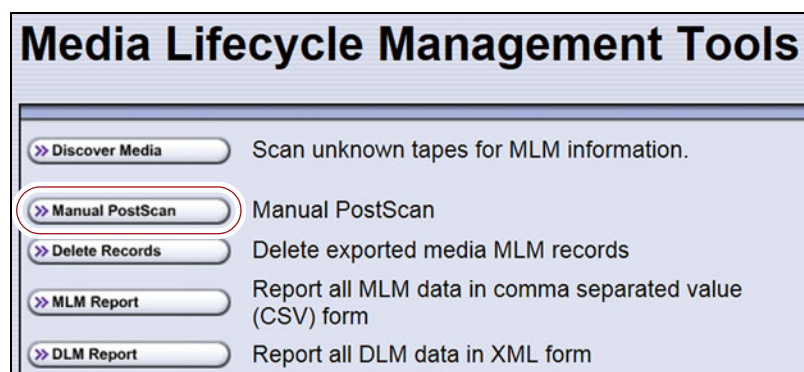 Media Lifecycle Management Tools
>> Discover Media Scan unknown tapes for MLM information.
>> Manual PostScan Manual PostScan
>> Delete Records Delete exported media MLM records
>> MLM Report Report all MLM data in comma separated value
(CSV) form
>> DLM Report Report all DLM data in XML form